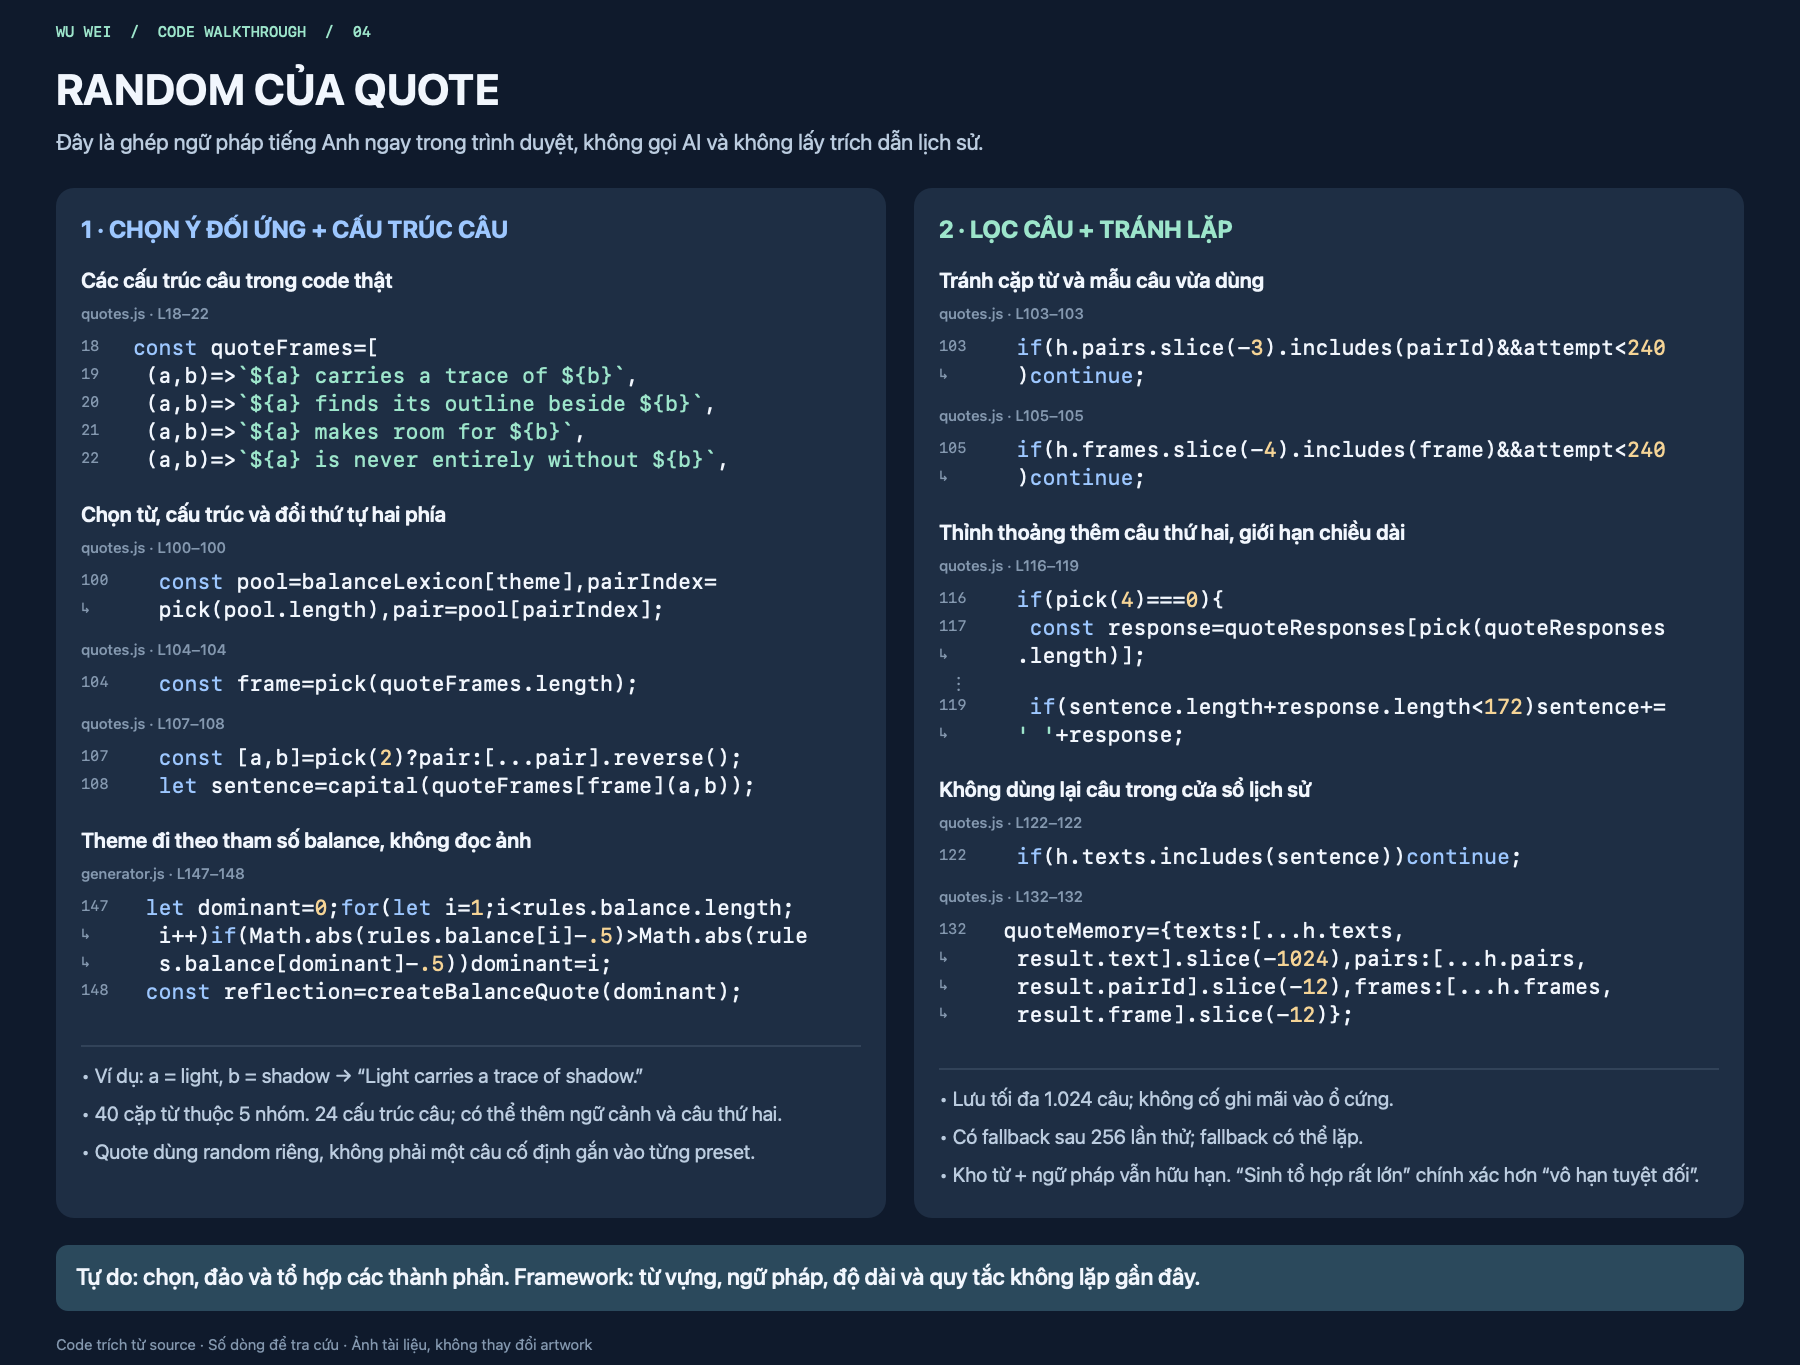 WU WEI / CODE WALKTHROUGH / 04
RANDOM CỦA QUOTE
Đây là ghép ngữ pháp tiếng Anh ngay trong trình duyệt, không gọi AI và không lấy trích dẫn lịch sử.
1 · CHỌN Ý ĐỐI ỨNG + CẤU TRÚC CÂU
Các cấu trúc câu trong code thật
quotes.js · L18–22
18 const quoteFrames=[
19 (a,b)=>`${a} carries a trace of ${b}`,
20 (a,b)=>`${a} finds its outline beside ${b}`,
21 (a,b)=>`${a} makes room for ${b}`,
22 (a,b)=>`${a} is never entirely without ${b}`,
Chọn từ, cấu trúc và đổi thứ tự hai phía
quotes.js · L100–100
100 const pool=balanceLexicon[theme],pairIndex=
↳ pick(pool.length),pair=pool[pairIndex];
quotes.js · L104–104
104 const frame=pick(quoteFrames.length);
quotes.js · L107–108
107 const [a,b]=pick(2)?pair:[...pair].reverse();
108 let sentence=capital(quoteFrames[frame](a,b));
Theme đi theo tham số balance, không đọc ảnh
generator.js · L147–148
147 let dominant=0;for(let i=1;i<rules.balance.length;
↳ i++)if(Math.abs(rules.balance[i]-.5)>Math.abs(rule
↳ s.balance[dominant]-.5))dominant=i;
148 const reflection=createBalanceQuote(dominant);
• Ví dụ: a = light, b = shadow → “Light carries a trace of shadow.”
• 40 cặp từ thuộc 5 nhóm. 24 cấu trúc câu; có thể thêm ngữ cảnh và câu thứ hai.
• Quote dùng random riêng, không phải một câu cố định gắn vào từng preset.
2 · LỌC CÂU + TRÁNH LẶP
Tránh cặp từ và mẫu câu vừa dùng
quotes.js · L103–103
103 if(h.pairs.slice(-3).includes(pairId)&&attempt<240
↳ )continue;
quotes.js · L105–105
105 if(h.frames.slice(-4).includes(frame)&&attempt<240
↳ )continue;
Thỉnh thoảng thêm câu thứ hai, giới hạn chiều dài
quotes.js · L116–119
116 if(pick(4)===0){
117 const response=quoteResponses[pick(quoteResponses
↳ .length)];
⋮
119 if(sentence.length+response.length<172)sentence+=
↳ ' '+response;
Không dùng lại câu trong cửa sổ lịch sử
quotes.js · L122–122
122 if(h.texts.includes(sentence))continue;
quotes.js · L132–132
132 quoteMemory={texts:[...h.texts,
↳ result.text].slice(-1024),pairs:[...h.pairs,
↳ result.pairId].slice(-12),frames:[...h.frames,
↳ result.frame].slice(-12)};
• Lưu tối đa 1.024 câu; không cố ghi mãi vào ổ cứng.
• Có fallback sau 256 lần thử; fallback có thể lặp.
• Kho từ + ngữ pháp vẫn hữu hạn. “Sinh tổ hợp rất lớn” chính xác hơn “vô hạn tuyệt đối”.
Tự do: chọn, đảo và tổ hợp các thành phần. Framework: từ vựng, ngữ pháp, độ dài và quy tắc không lặp gần đây.
Code trích từ source · Số dòng để tra cứu · Ảnh tài liệu, không thay đổi artwork